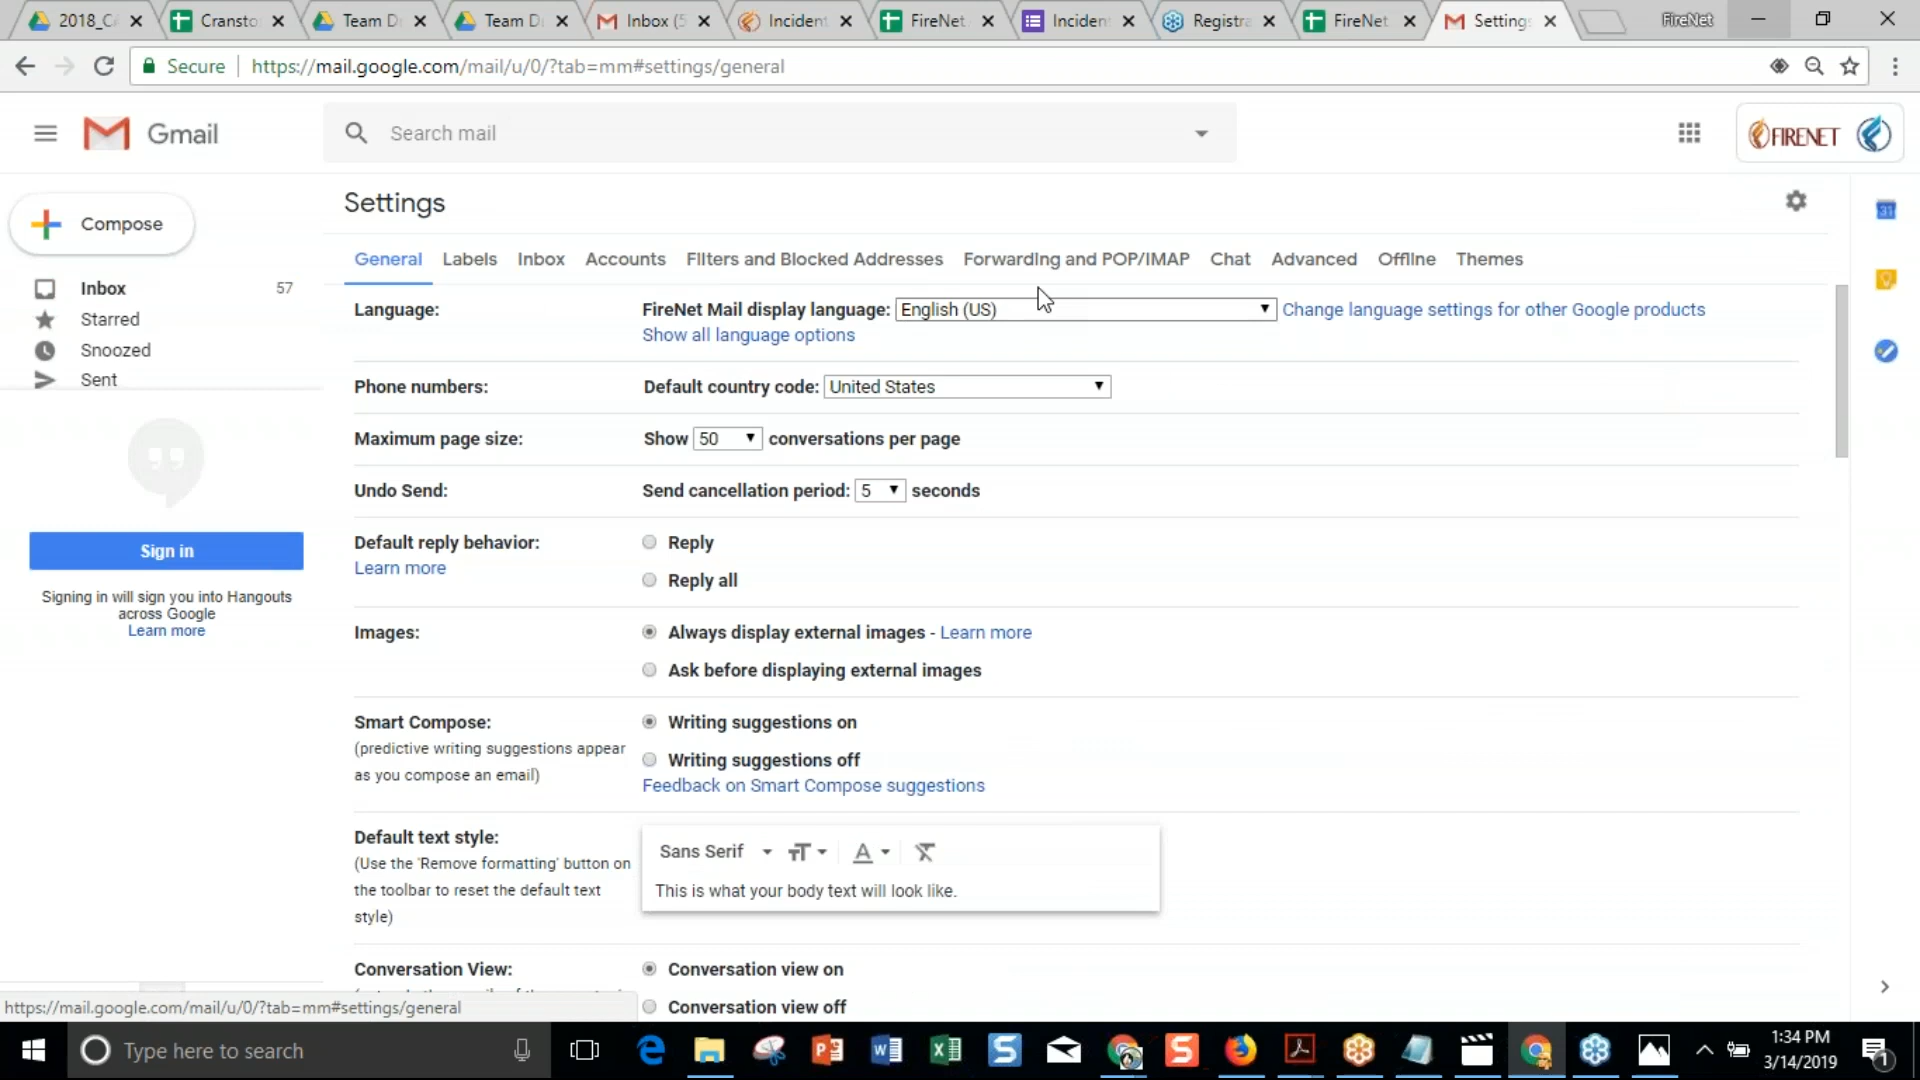 2018_CA
Cransto
Team D
Team D
Inbox (5
Incident
FireNet
Inciden
Registra
FireNet
Settings
FireNet
Secure
https://mail.google.com/mail/u/0/?tab=mm#settings/general
Gmail
Search mail
FIRENET
Settings
Compose
31
General Labels Inbox Accounts Filters and Blocked Addresses Forwarding and POP/IMAP Chat Advanced Offline Themes
Inbox 57
Starred
Snoozed
Sent
Sign in
Signing in will sign you into Hangouts
across Google
Learn more
Language: FireNet Mail display language: English (US) Change language settings for other Google products
Show all language options
Phone numbers: Default country code: United States
Maximum page size: Show 50 conversations per page
Undo Send: Send cancellation period: 5 seconds
Default reply behavior: Reply
Learn more
Reply all
Images: Always display external images - Learn more
Ask before displaying external images
Smart Compose: Writing suggestions on
(predictive writing suggestions appear
as you compose an email)
Writing suggestions off
Feedback on Smart Compose suggestions
Default text style:
(Use the 'Remove formatting' button on
the toolbar to reset the default text
style)
Sans Serif
This is what your body text will look like.
Conversation View: Conversation view on
Conversation view off
https://mail.google.com/mail/u/0/?tab=mm#settings/general
Type here to search
1:34 PM
3/14/2019
1